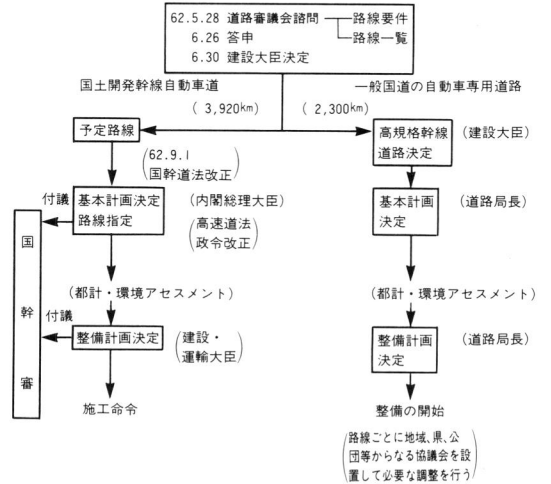 62.5.28 道路審議会諮問 路線要件
6.26 答申 路線一覧
6.30 建設大臣決定
国土開発幹線自動車道
一般国道の自動車専用道路
(3,920km)
(2,300km)
予定路線
(62.9.1
国幹道法改正)
付議
基本計画決定
路線指定
(内閣総理大臣)
(高速道法
政令改正)
国幹審
(都計・環境アセスメント)
付議
整備計画決定
(建設・
運輸大臣)
施工命令
高規格幹線
道路決定
(建設大臣)
基本計画
決定
(道路局長)
(都計・環境アセスメント)
整備計画
決定
(道路局長)
整備の開始
(路線ごとに地域、県、公
団等からなる協議会を設
置して必要な調整を行う)